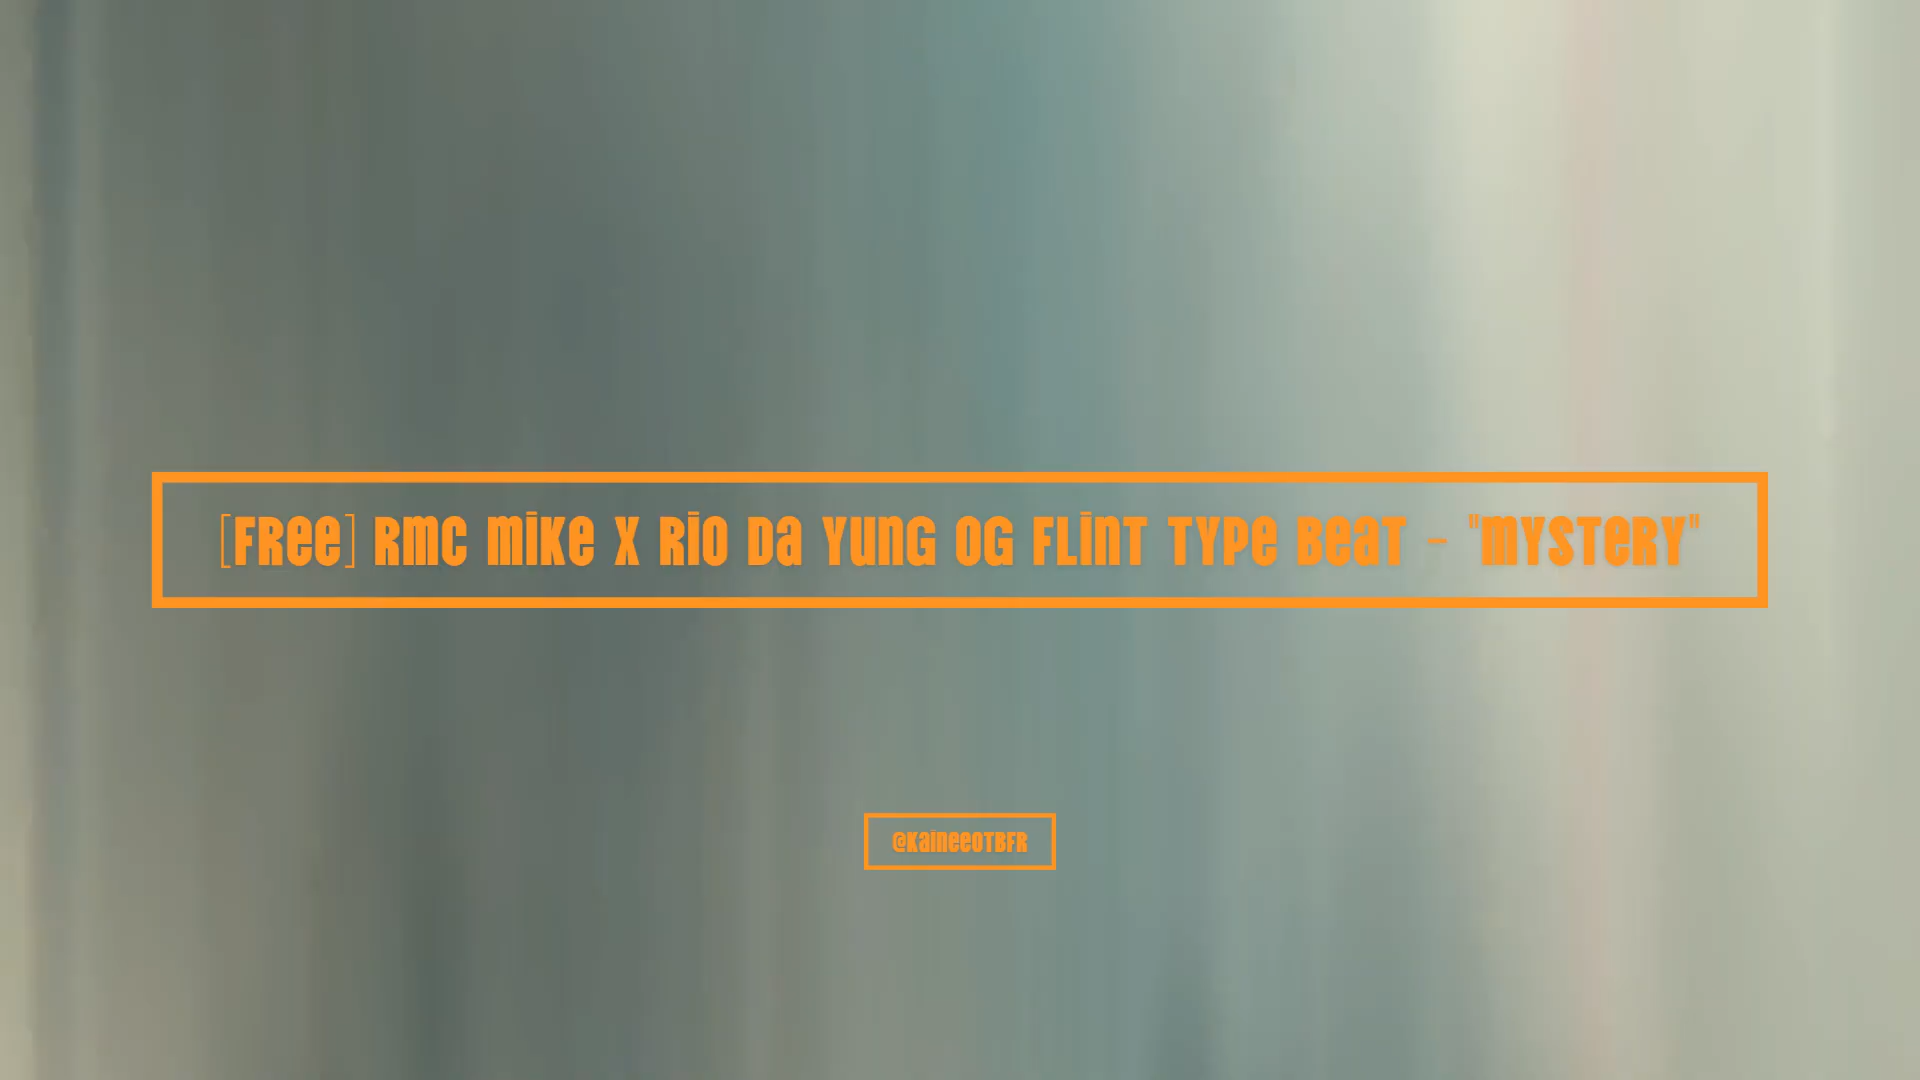 [FREE] RMC MIKE X RIO DA YUNG OG FLINT TYPE BEAT - "MYSTERY"
@KAINEEOTBFR